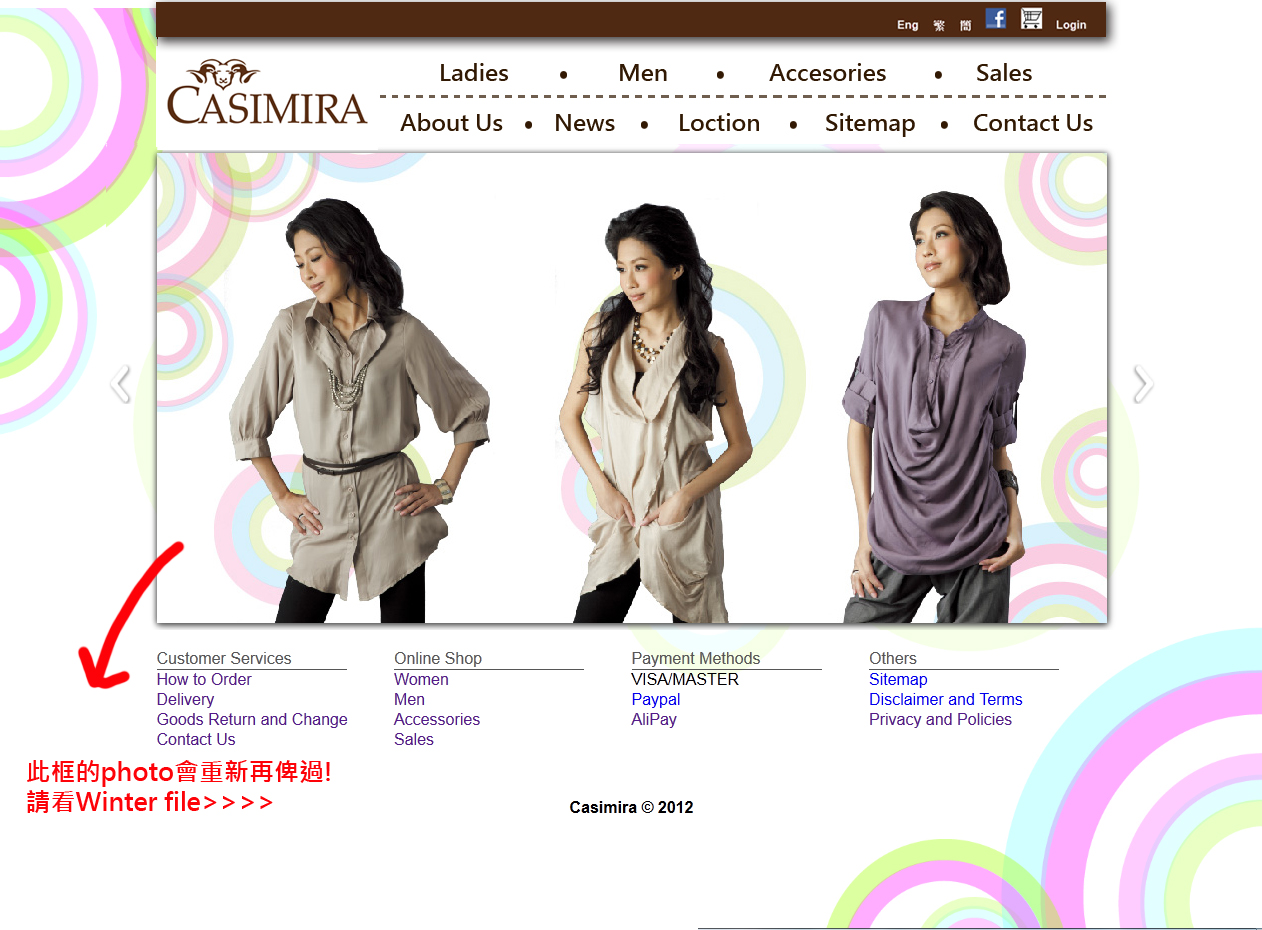 Eng 繁 簡 f Login
CASIMIRA
Ladies • Men • Accesories • Sales
About Us • News • Loction • Sitemap • Contact Us
Customer Services Online Shop Payment Methods Others
How to Order Women VISA/MASTER Sitemap
Delivery Men Paypal Disclaimer and Terms
Goods Return and Change Accessories AliPay Privacy and Policies
Contact Us Sales
此框的photo會重新再俾過!
請看Winter file>>>>
Casimira © 2012